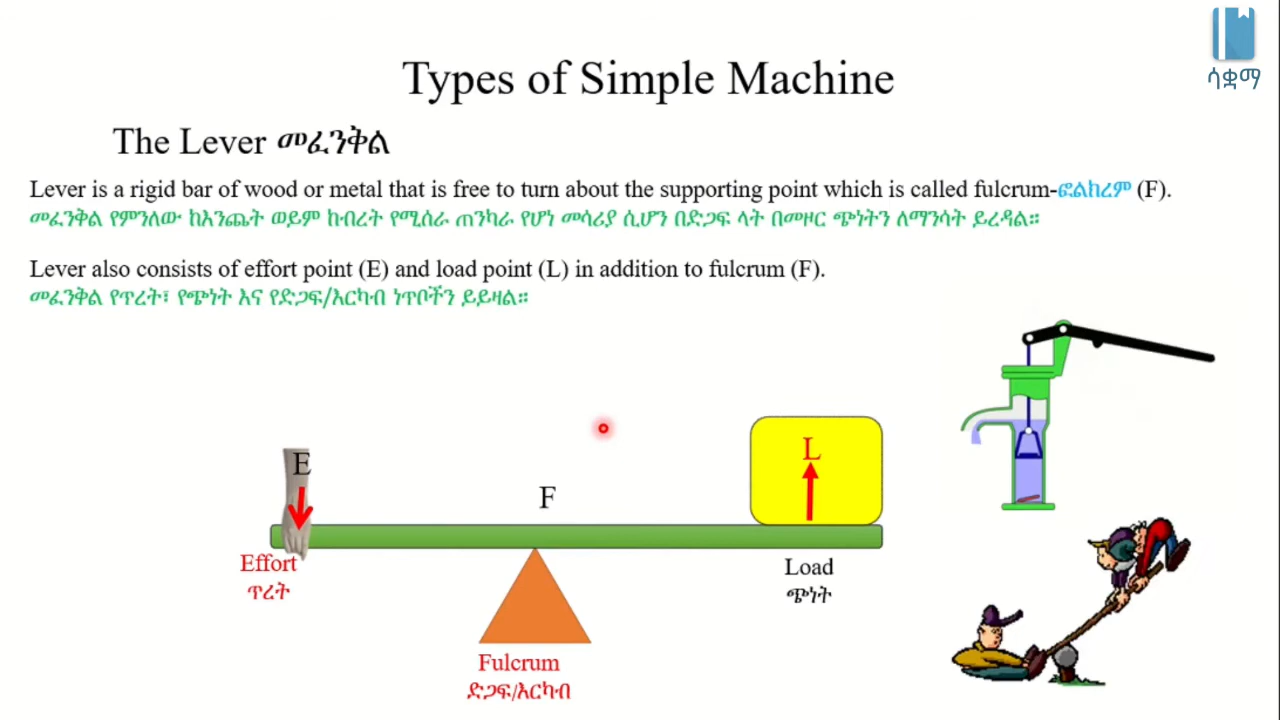 ሳቋማ
Types of Simple Machine
The Lever መፈንቅል
Lever is a rigid bar of wood or metal that is free to turn about the supporting point which is called fulcrum-ፎልክረም (F).
መፈንቅል የምንለው ከእንጨት ወይም ከብረት የሚሰራ ጠንካራ የሆነ መሳሪያ ሲሆን በድጋፍ ላት በመዞር ጭነትን ለማንሳት ይረዳል።
Lever also consists of effort point (E) and load point (L) in addition to fulcrum (F).
መፈንቅል የጥረት፣ የጭነት እና የድጋፍ/እርካብ ነጥቦችን ይይዛል።
E
F
L
Effort
ጥረት
Load
ጭነት
Fulcrum
ድጋፍ/እርካብ